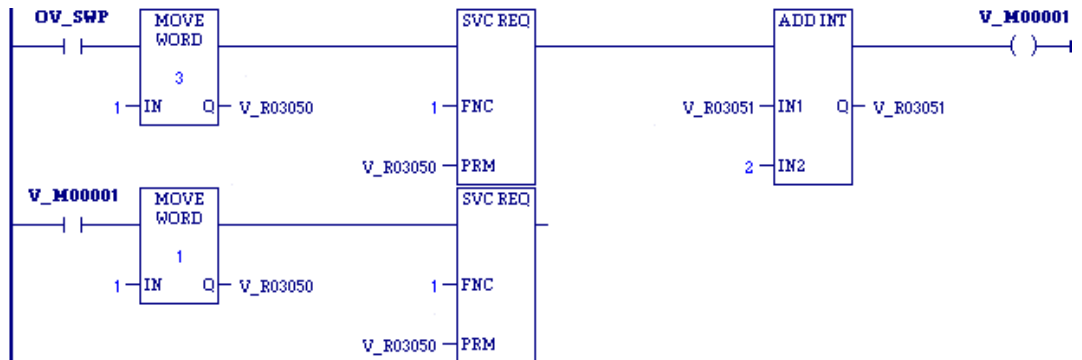 OV_SWP MOVE WORD SVC REQ ADD INT V_M00001
3
1 IN Q V_R03050 1 FNC V_R03051 IN1 Q V_R03051
V_R03050 PRM 2 IN2
V_M00001 MOVE WORD SVC REQ
1
1 IN Q V_R03050 1 FNC
V_R03050 PRM